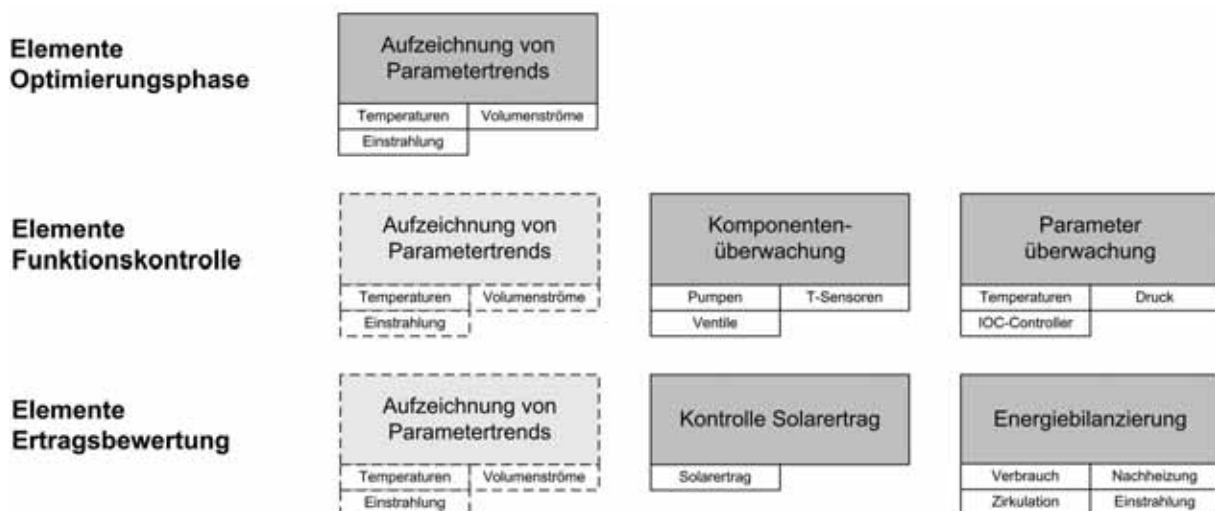 Elemente
Optimierungsphase
Aufzeichnung von
Parametertrends
Temperaturen Volumenströme
Einstrahlung
Elemente
Funktionskontrolle
Aufzeichnung von
Parametertrends
Temperaturen Volumenströme
Einstrahlung
Komponenten-
überwachung
Pumpen T-Sensoren
Ventile
Parameter
überwachung
Temperaturen Druck
IOC-Controller
Elemente
Ertragsbewertung
Aufzeichnung von
Parametertrends
Temperaturen Volumenströme
Einstrahlung
Kontrolle Solarertrag
Solarertrag
Energiebilanzierung
Verbrauch Nachheizung
Zirkulation Einstrahlung